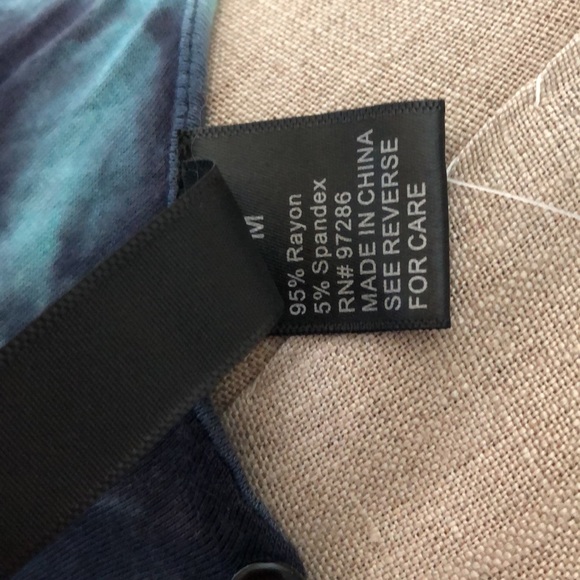 M
95% Rayon
5% Spandex
RN# 97286
MADE IN CHINA
SEE REVERSE
FOR CARE